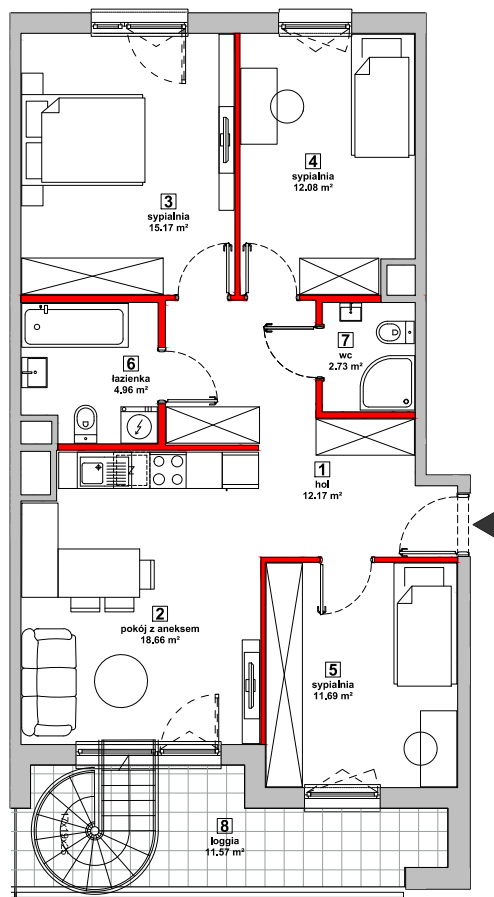 3
sypialnia
15.17 m²
4
sypialnia
12.08 m²
6
łazienka
4.96 m²
7
wc
2.73 m²
1
hol
12.17 m²
Z
2
pokój z aneksem
18.66 m²
5
sypialnia
11.69 m²
8
loggia
11.57 m²